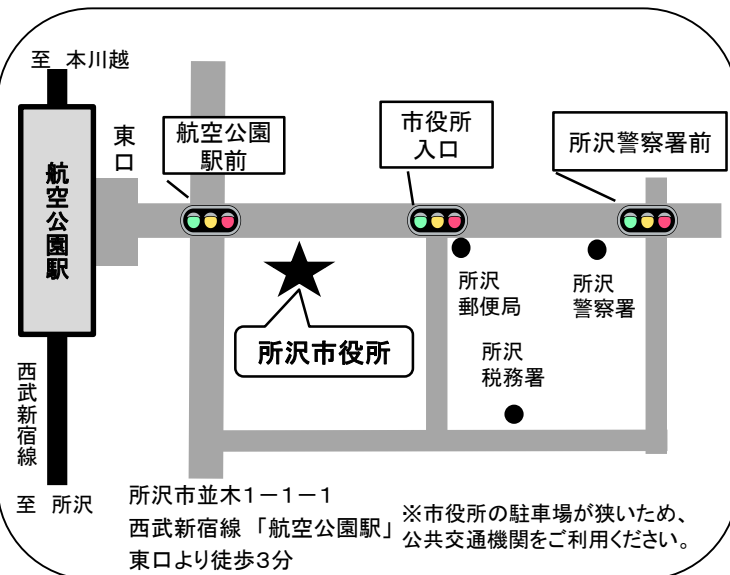 至 本川越
航空公園駅
東口
航空公園
駅前
市役所
入口
所沢警察署前
所沢
郵便局
所沢
警察署
所沢市役所
所沢
税務署
西武新宿線
至 所沢
所沢市並木1-1-1
西武新宿線 「航空公園駅」
東口より徒歩3分
※市役所の駐車場が狭いため、
公共交通機関をご利用ください。